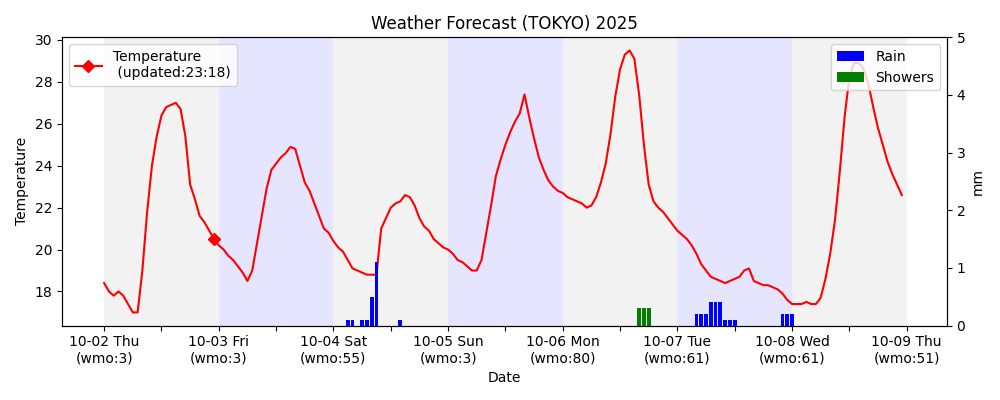 Weather Forecast (TOKYO) 2025
Temperature
(updated:23:18)
Rain
Showers
30
28
26
24
22
20
18
Temperature
5
4
3
2
1
0
mm
10-02 Thu
(wmo:3)
10-03 Fri
(wmo:3)
10-04 Sat
(wmo:55)
10-05 Sun
(wmo:3)
10-06 Mon
(wmo:80)
10-07 Tue
(wmo:61)
10-08 Wed
(wmo:61)
10-09 Thu
(wmo:51)
Date